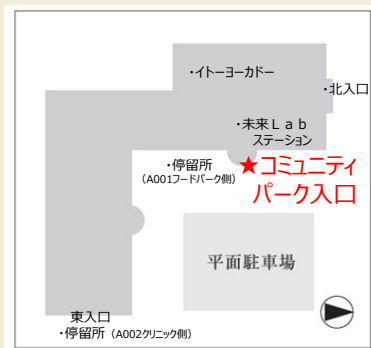 ・イトーヨーカドー
・北入口
・未来Ｌａｂ
ステーション
・停留所
（A001フードパーク側）
★コミュニティ
パーク入口
平面駐車場
東入口
・停留所（A002クリニック側）